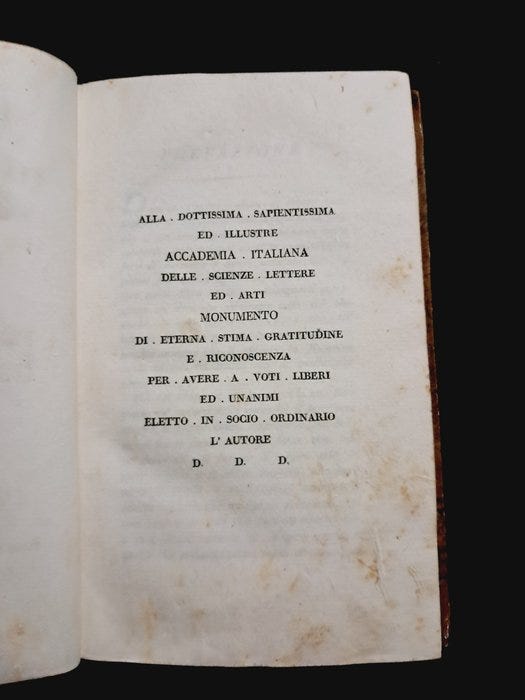 ALLA . DOTTISSIMA . SAPIENTISSIMA
ED . ILLUSTRE
ACCADEMIA . ITALIANA
DELLE . SCIENZE . LETTERE
ED . ARTI
MONUMENTO
DI . ETERNA . STIMA . GRATITUDINE
E . RICONOSCENZA
PER . AVERE . A . VOTI . LIBERI
ED . UNANIMI
ELETTO . IN . SOCIO . ORDINARIO
L' AUTORE
D. D. D.